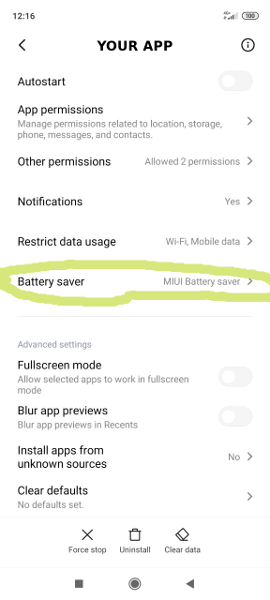 12:16
4G+
100
YOUR APP
Autostart
App permissions
Manage permissions related to location, storage,
phone, messages, and contacts.
Other permissions Allowed 2 permissions
Notifications Yes
Restrict data usage Wi-Fi, Mobile data
Battery saver MIUI Battery saver
Advanced settings
Fullscreen mode
Allow selected apps to work in fullscreen
mode
Blur app previews
Blur app previews in Recents
Install apps from
unknown sources No
Clear defaults
No defaults set.
Force stop Uninstall Clear data